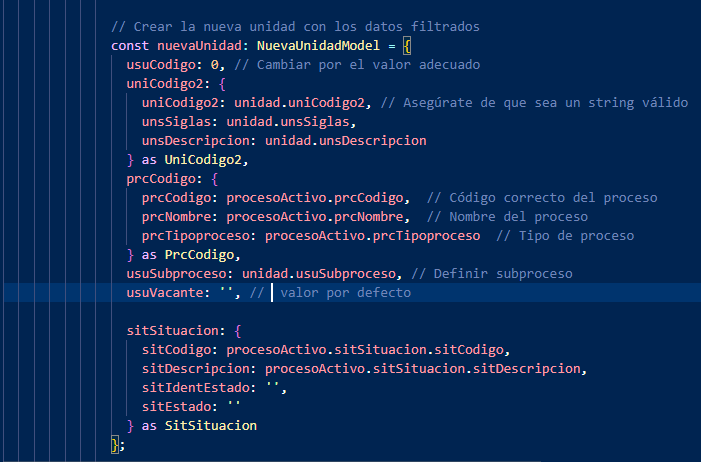 // Crear la nueva unidad con los datos filtrados
const nuevaUnidad: NuevaUnidadModel = {
usuCodigo: 0, // Cambiar por el valor adecuado
uniCodigo2: {
uniCodigo2: unidad.uniCodigo2, // Asegúrate de que sea un string válido
unsSiglas: unidad.unsSiglas,
unsDescripcion: unidad.unsDescripcion
} as UniCodigo2,
prcCodigo: {
prcCodigo: procesoActivo.prcCodigo,  // Código correcto del proceso
prcNombre: procesoActivo.prcNombre,  // Nombre del proceso
prcTipoproceso: procesoActivo.prcTipoproceso  // Tipo de proceso
} as PrcCodigo,
usuSubproceso: unidad.usuSubproceso, // Definir subproceso
usuVacante: '', //  valor por defecto
sitSituacion: {
sitCodigo: procesoActivo.sitSituacion.sitCodigo,
sitDescripcion: procesoActivo.sitSituacion.sitDescripcion,
sitIdentEstado: '',
sitEstado: ''
} as SitSituacion
};